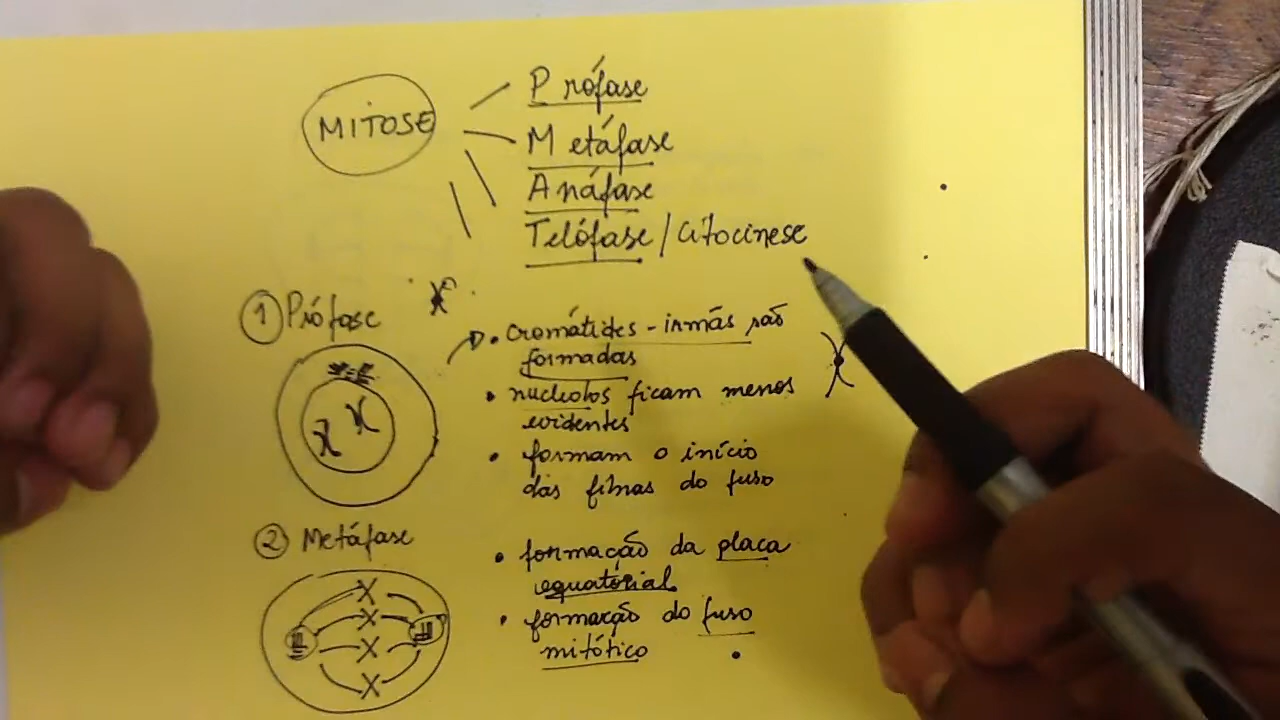 MITOSE
Prófase
Metáfase
Anáfase
Telófase / Citocinese
① Prófase
• Cromátides-irmãs são
formadas
• nucleolos ficam menos
evidentes
• formam o início
das fibras do fuso
② Metáfase
• formação da placa
equatorial
• formação do fuso
mitótico